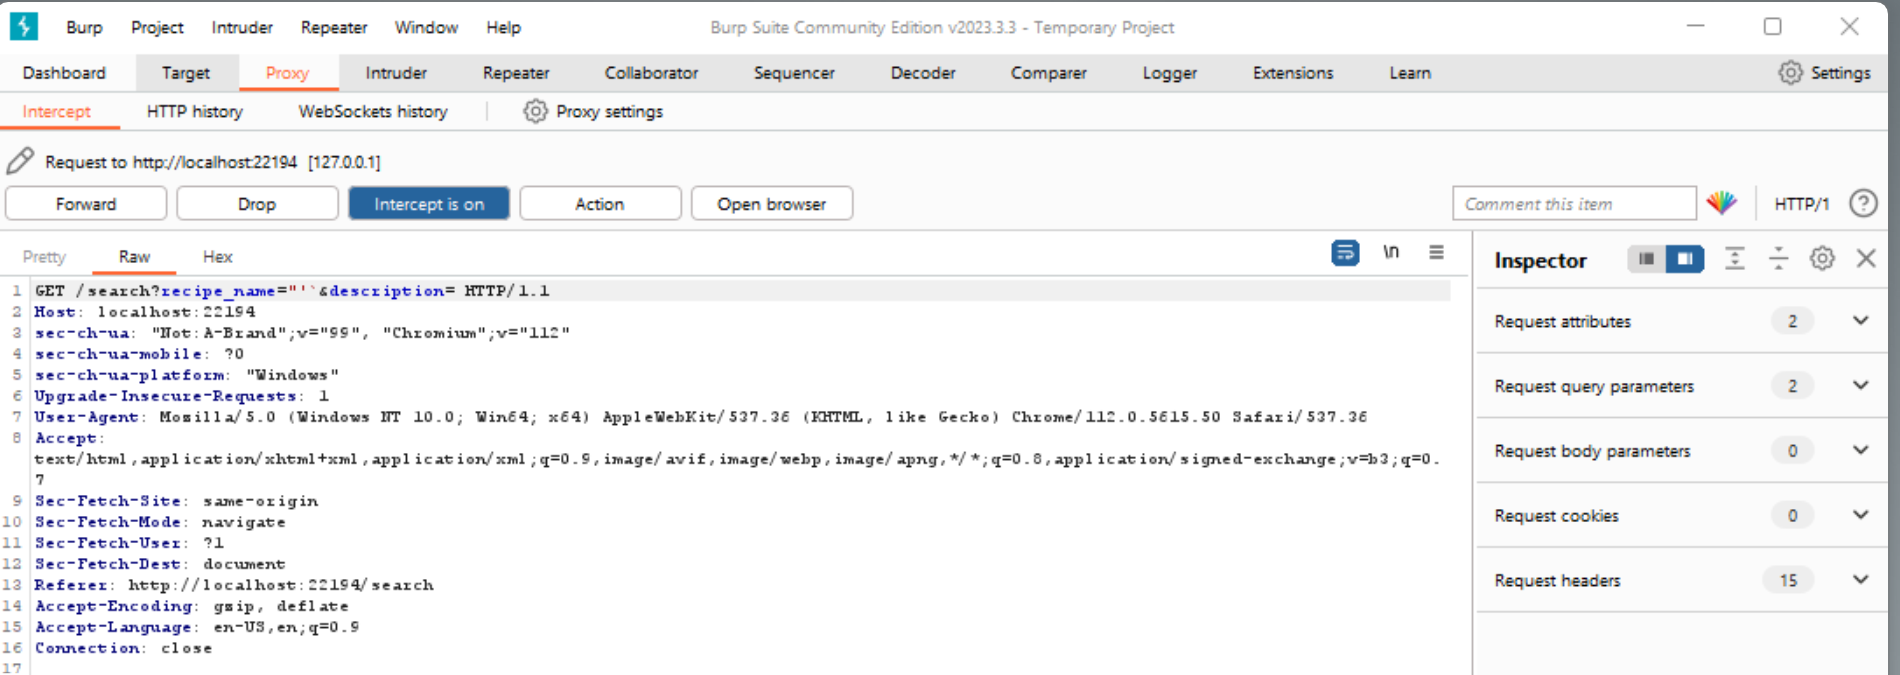 Burp Project Intruder Repeater Window Help Burp Suite Community Edition v2023.3.3 - Temporary Project
Dashboard Target Proxy Intruder Repeater Collaborator Sequencer Decoder Comparer Logger Extensions Learn Settings
Intercept HTTP history WebSockets history Proxy settings
Request to http://localhost:22194 [127.0.0.1]
Forward Drop Intercept is on Action Open browser Comment this item HTTP/1 ?
Pretty Raw Hex \n Inspector
1 GET /search?recipe_name="'`&description= HTTP/1.1
2 Host: localhost:22194
3 sec-ch-ua: "Not:A-Brand";v="99", "Chromium";v="112"
4 sec-ch-ua-mobile: ?0
5 sec-ch-ua-platform: "Windows"
6 Upgrade-Insecure-Requests: 1
7 User-Agent: Mozilla/5.0 (Windows NT 10.0; Win64; x64) AppleWebKit/537.36 (KHTML, like Gecko) Chrome/112.0.5615.50 Safari/537.36
8 Accept:
text/html,application/xhtml+xml,application/xml;q=0.9,image/avif,image/webp,image/apng,*/*;q=0.8,application/signed-exchange;v=b3;q=0.
7
9 Sec-Fetch-Site: same-origin
10 Sec-Fetch-Mode: navigate
11 Sec-Fetch-User: ?1
12 Sec-Fetch-Dest: document
13 Referer: http://localhost:22194/search
14 Accept-Encoding: gzip, deflate
15 Accept-Language: en-US,en;q=0.9
16 Connection: close
17
Request attributes 2
Request query parameters 2
Request body parameters 0
Request cookies 0
Request headers 15